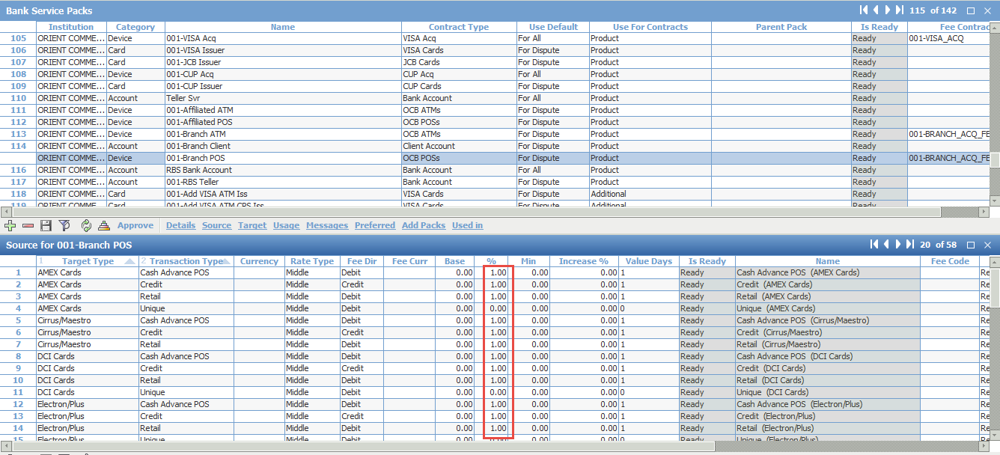 Bank Service Packs 115 of 142
Institution Category Name Contract Type Use Default Use For Contracts Parent Pack Is Ready Fee Contrac
105 ORIENT COMME... Device 001-VISA Acq VISA Acq For All Product Ready 001-VISA_ACQ
106 ORIENT COMME... Card 001-VISA Issuer VISA Cards For Dispute Product Ready
107 ORIENT COMME... Card 001-JCB Issuer JCB Cards For Dispute Product Ready
108 ORIENT COMME... Device 001-CUP Acq CUP Acq For All Product Ready
109 ORIENT COMME... Card 001-CUP Issuer CUP Cards For Dispute Product Ready
110 ORIENT COMME... Account Teller Svr Bank Account For All Product Ready
111 ORIENT COMME... Device 001-Affiliated ATM OCB ATMs For Dispute Product Ready
112 ORIENT COMME... Device 001-Affiliated POS OCB POSs For Dispute Product Ready
113 ORIENT COMME... Device 001-Branch ATM OCB ATMs For Dispute Product Ready 001-BRANCH_ACQ_FE
114 ORIENT COMME... Account 001-Branch Client Client Account For Dispute Product Ready
ORIENT COMME... Device 001-Branch POS OCB POSs For Dispute Product Ready 001-BRANCH_ACQ_FE
116 ORIENT COMME... Account RBS Bank Account Bank Account For All Product Ready
117 ORIENT COMME... Account 001-RBS Teller Bank Account For Dispute Product Ready
118 ORIENT COMME... Card 001-Add VISA ATM Iss VISA Cards For Dispute Additional Ready
119 ORIENT COMME... Card 001-Add VISA ATM CPS Iss VISA Cards For Dispute Additional Ready
Approve Details Source Target Usage Messages Preferred Add Packs Used in
Source for 001-Branch POS 20 of 58
1 Target Type 2 Transaction Type Currency Rate Type Fee Dir Fee Curr Base % Min Increase % Value Days Is Ready Name Fee Code
1 AMEX Cards Cash Advance POS Middle Debit 0.00 1.00 0.00 0.00 1 Ready Cash Advance POS (AMEX Cards) Re
2 AMEX Cards Credit Middle Credit 0.00 1.00 0.00 0.00 1 Ready Credit (AMEX Cards) Re
3 AMEX Cards Retail Middle Debit 0.00 1.00 0.00 0.00 1 Ready Retail (AMEX Cards) Re
4 AMEX Cards Unique Middle Debit 0.00 0.00 0.00 0.00 0 Ready Unique (AMEX Cards) Re
5 Cirrus/Maestro Cash Advance POS Middle Debit 0.00 1.00 0.00 0.00 1 Ready Cash Advance POS (Cirrus/Maestro) Re
6 Cirrus/Maestro Credit Middle Credit 0.00 1.00 0.00 0.00 1 Ready Credit (Cirrus/Maestro) Re
7 Cirrus/Maestro Retail Middle Debit 0.00 1.00 0.00 0.00 1 Ready Retail (Cirrus/Maestro) Re
8 DCI Cards Cash Advance POS Middle Debit 0.00 1.00 0.00 0.00 1 Ready Cash Advance POS (DCI Cards) Re
9 DCI Cards Credit Middle Credit 0.00 1.00 0.00 0.00 1 Ready Credit (DCI Cards) Re
10 DCI Cards Retail Middle Debit 0.00 1.00 0.00 0.00 1 Ready Retail (DCI Cards) Re
11 DCI Cards Unique Middle Debit 0.00 0.00 0.00 0.00 0 Ready Unique (DCI Cards) Re
12 Electron/Plus Cash Advance POS Middle Debit 0.00 1.00 0.00 0.00 1 Ready Cash Advance POS (Electron/Plus) Re
13 Electron/Plus Credit Middle Credit 0.00 1.00 0.00 0.00 1 Ready Credit (Electron/Plus) Re
14 Electron/Plus Retail Middle Debit 0.00 1.00 0.00 0.00 1 Ready Retail (Electron/Plus) Re
15 Electron/Plus Unique Middle Debit 0.00 0.00 0.00 0.00 0 Ready Unique (Electron/Plus) Re